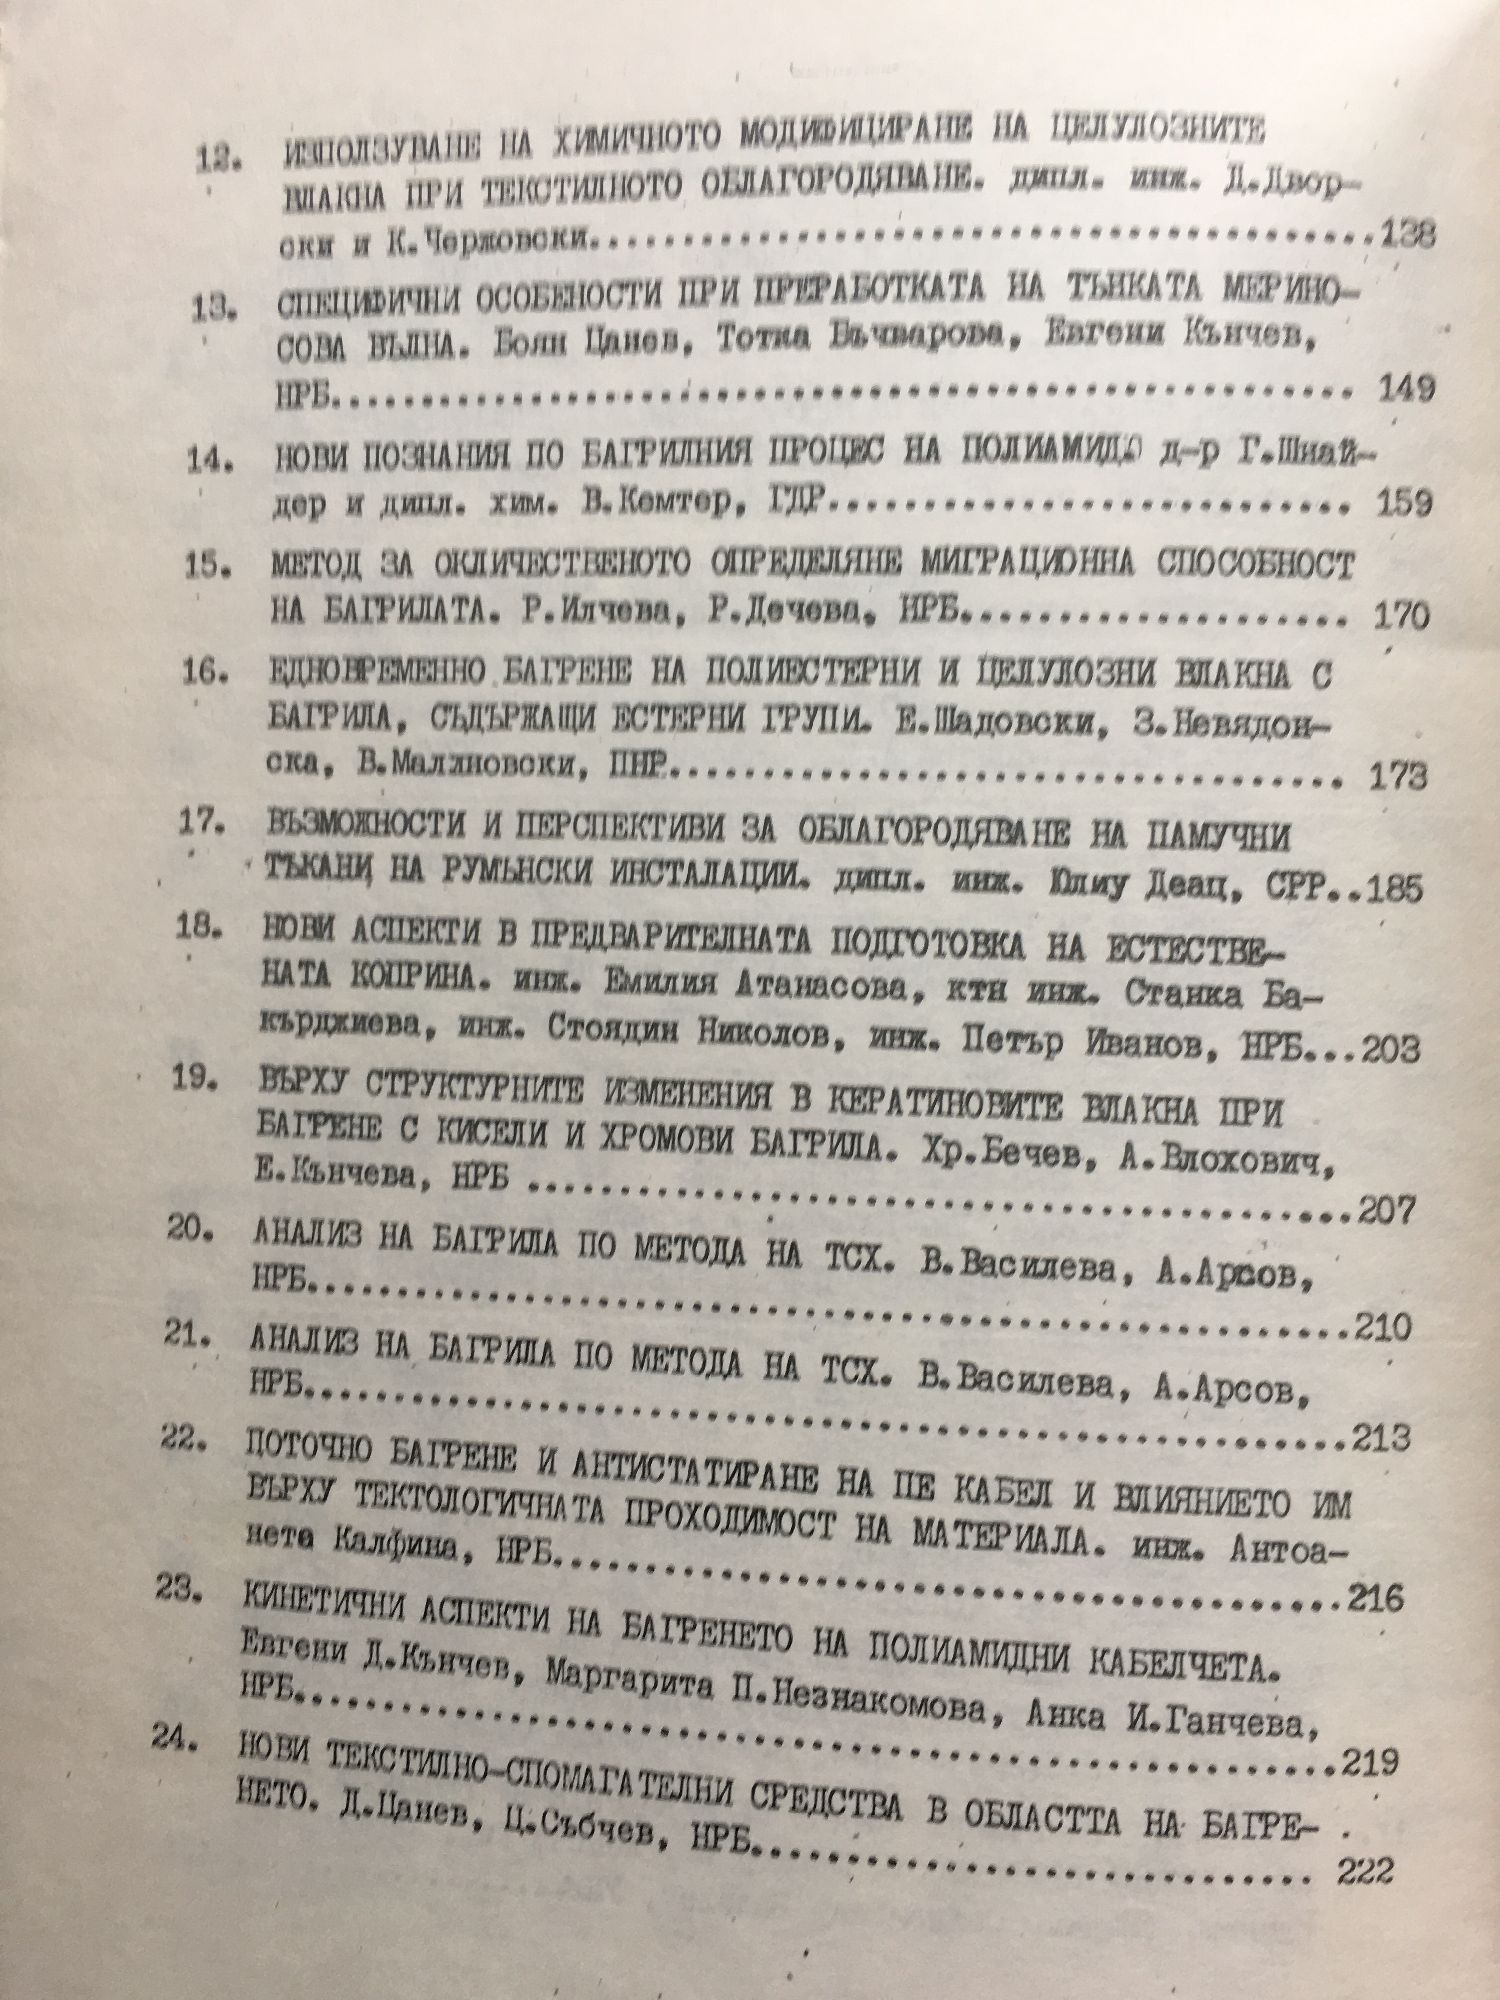 12. ИЗПОЛЗУВАНЕ НА ХИМИЧНОТО МОДИФИЦИРАНЕ НА ЦЕЛУЛОЗНИТЕ
ВЛАКНА ПРИ ТЕКСТИЛНОТО ОБЛАГОРОДЯВАНЕ. дипл. инж. Д.Двор-
ски и К.Чержовски..........................................138
13. СПЕЦИФИЧНИ ОСОБЕНОСТИ ПРИ ПРЕРАБОТКАТА НА ТЪНКАТА МЕРИНО-
СОВА ВЪЛНА. Боян Цанев, Тотка Бъчварова, Евгени Кънчев,
НРБ........................................................ 149
14. НОВИ ПОЗНАНИЯ ПО БАГРИЛНИЯ ПРОЦЕС НА ПОЛИАМИДА д-р Г.Шнай-
дер и дипл. хим. В.Кемтер, ГДР............................ 159
15. МЕТОД ЗА ОКЛИЧЕСТВЕНОТО ОПРЕДЕЛЯНЕ МИГРАЦИОННА СПОСОБНОСТ
НА БАГРИЛАТА. Р.Илчева, Р.Дечева, НРБ..................... 170
16. ЕДНОВРЕМЕННО БАГРЕНЕ НА ПОЛИЕСТЕРНИ И ЦЕЛУЛОЗНИ ВЛАКНА С
БАГРИЛА, СЪДЪРЖАЩИ ЕСТЕРНИ ГРУПИ. Е.Шадовски, З.Невядон-
ска, В.Малиновски, ПНР.................................... 173
17. ВЪЗМОЖНОСТИ И ПЕРСПЕКТИВИ ЗА ОБЛАГОРОДЯВАНЕ НА ПАМУЧНИ
ТЪКАНИ НА РУМЪНСКИ ИНСТАЛАЦИИ. дипл. инж. Юлиу Деац, СРР..185
18. НОВИ АСПЕКТИ В ПРЕДВАРИТЕЛНАТА ПОДГОТОВКА НА ЕСТЕСТВЕ-
НАТА КОПРИНА. инж. Емилия Атанасова, ктн инж. Станка Ба-
кърджиева, инж. Стоядин Николов, инж. Петър Иванов, НРБ...203
19. ВЪРХУ СТРУКТУРНИТЕ ИЗМЕНЕНИЯ В КЕРАТИНОВИТЕ ВЛАКНА ПРИ
БАГРЕНЕ С КИСЕЛИ И ХРОМОВИ БАГРИЛА. Хр.Бечев, А.Влохович,
Е.Кънчева, НРБ ............................................207
20. АНАЛИЗ НА БАГРИЛА ПО МЕТОДА НА ТСХ. В.Василева, А.Арсов,
НРБ........................................................210
21. АНАЛИЗ НА БАГРИЛА ПО МЕТОДА НА ТСХ. В.Василева, А.Арсов,
НРБ........................................................213
22. ПОТОЧНО БАГРЕНЕ И АНТИСТАТИРАНЕ НА ПЕ КАБЕЛ И ВЛИЯНИЕТО ИМ
ВЪРХУ ТЕКТОЛОГИЧНАТА ПРОХОДИМОСТ НА МАТЕРИАЛА. инж. Антоа-
нета Калфина, НРБ..........................................216
23. КИНЕТИЧНИ АСПЕКТИ НА БАГРЕНЕТО НА ПОЛИАМИДНИ КАБЕЛЧЕТА.
Евгени Д.Кънчев, Маргарита П.Незнакомова, Анка И.Ганчева,
НРБ........................................................219
24. НОВИ ТЕКСТИЛНО-СПОМАГАТЕЛНИ СРЕДСТВА В ОБЛАСТТА НА БАГРЕ-
НЕТО. Д.Цанев, Ц.Събчев, НРБ.............................. 222